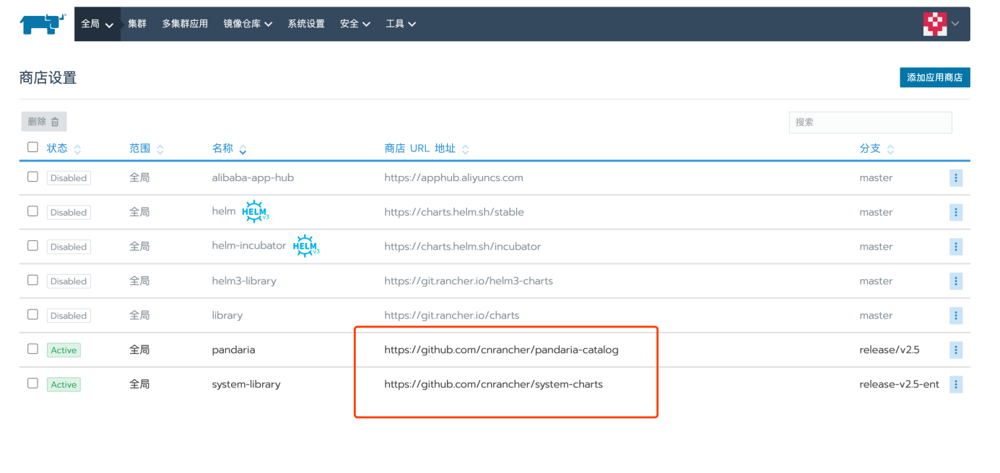 全局 集群 多集群应用 镜像仓库 系统设置 安全 工具
商店设置 添加应用商店
删除 搜索
状态 范围 名称 商店 URL 地址 分支
Disabled 全局 alibaba-app-hub https://apphub.aliyuncs.com master
Disabled 全局 helm HELM v3 https://charts.helm.sh/stable master
Disabled 全局 helm-incubator HELM v3 https://charts.helm.sh/incubator master
Disabled 全局 helm3-library https://git.rancher.io/helm3-charts master
Disabled 全局 library https://git.rancher.io/charts master
Active 全局 pandaria https://github.com/cnrancher/pandaria-catalog release/v2.5
Active 全局 system-library https://github.com/cnrancher/system-charts release-v2.5-ent